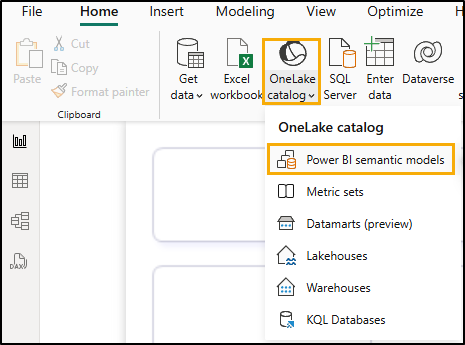 File Home Insert Modeling View Optimize H
Paste
Cut
Copy
Format painter
Clipboard
Get data
Excel workbook
OneLake catalog
SQL Server
Enter data
Dataverse
OneLake catalog
Power BI semantic models
Metric sets
Datamarts (preview)
Lakehouses
Warehouses
KQL Databases
DAX